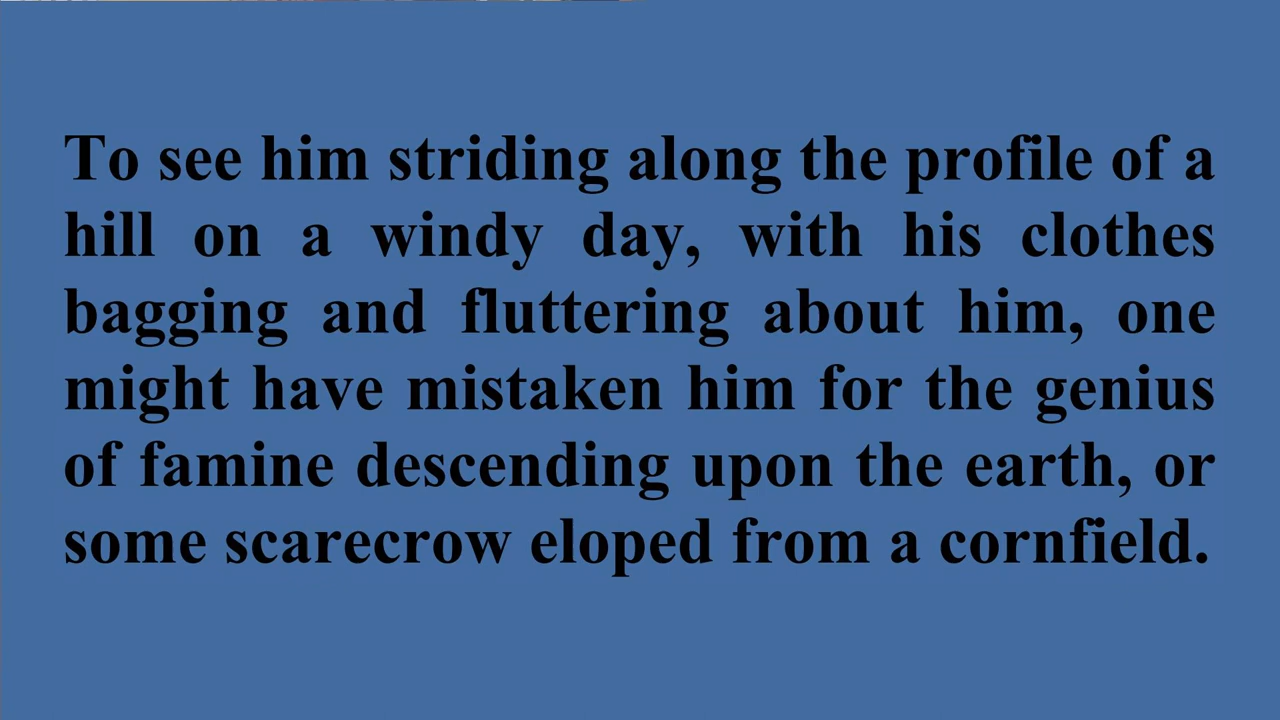 To see him striding along the profile of a
hill on a windy day, with his clothes
bagging and fluttering about him, one
might have mistaken him for the genius
of famine descending upon the earth, or
some scarecrow eloped from a cornfield.